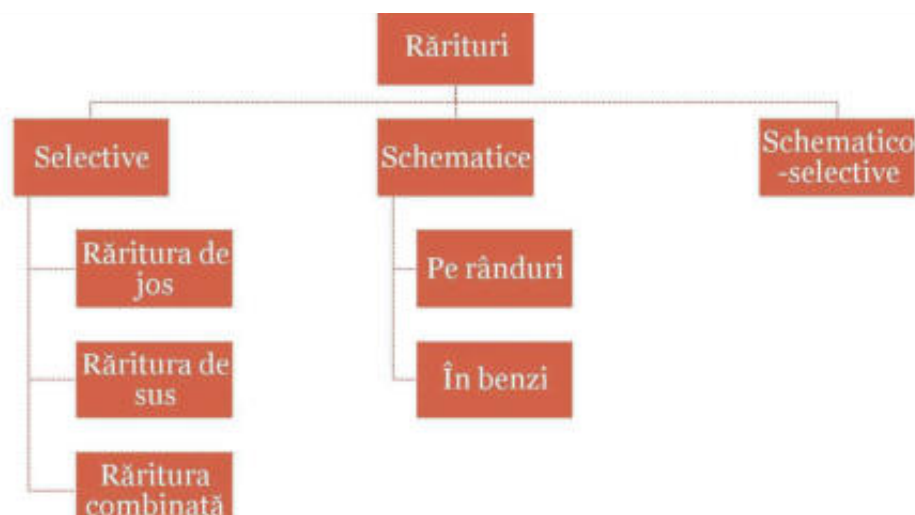 Rărituri
Selective
Schematice
Schematico
-selective
Răritura de
jos
Pe rânduri
Răritura de
sus
În benzi
Răritura
combinată